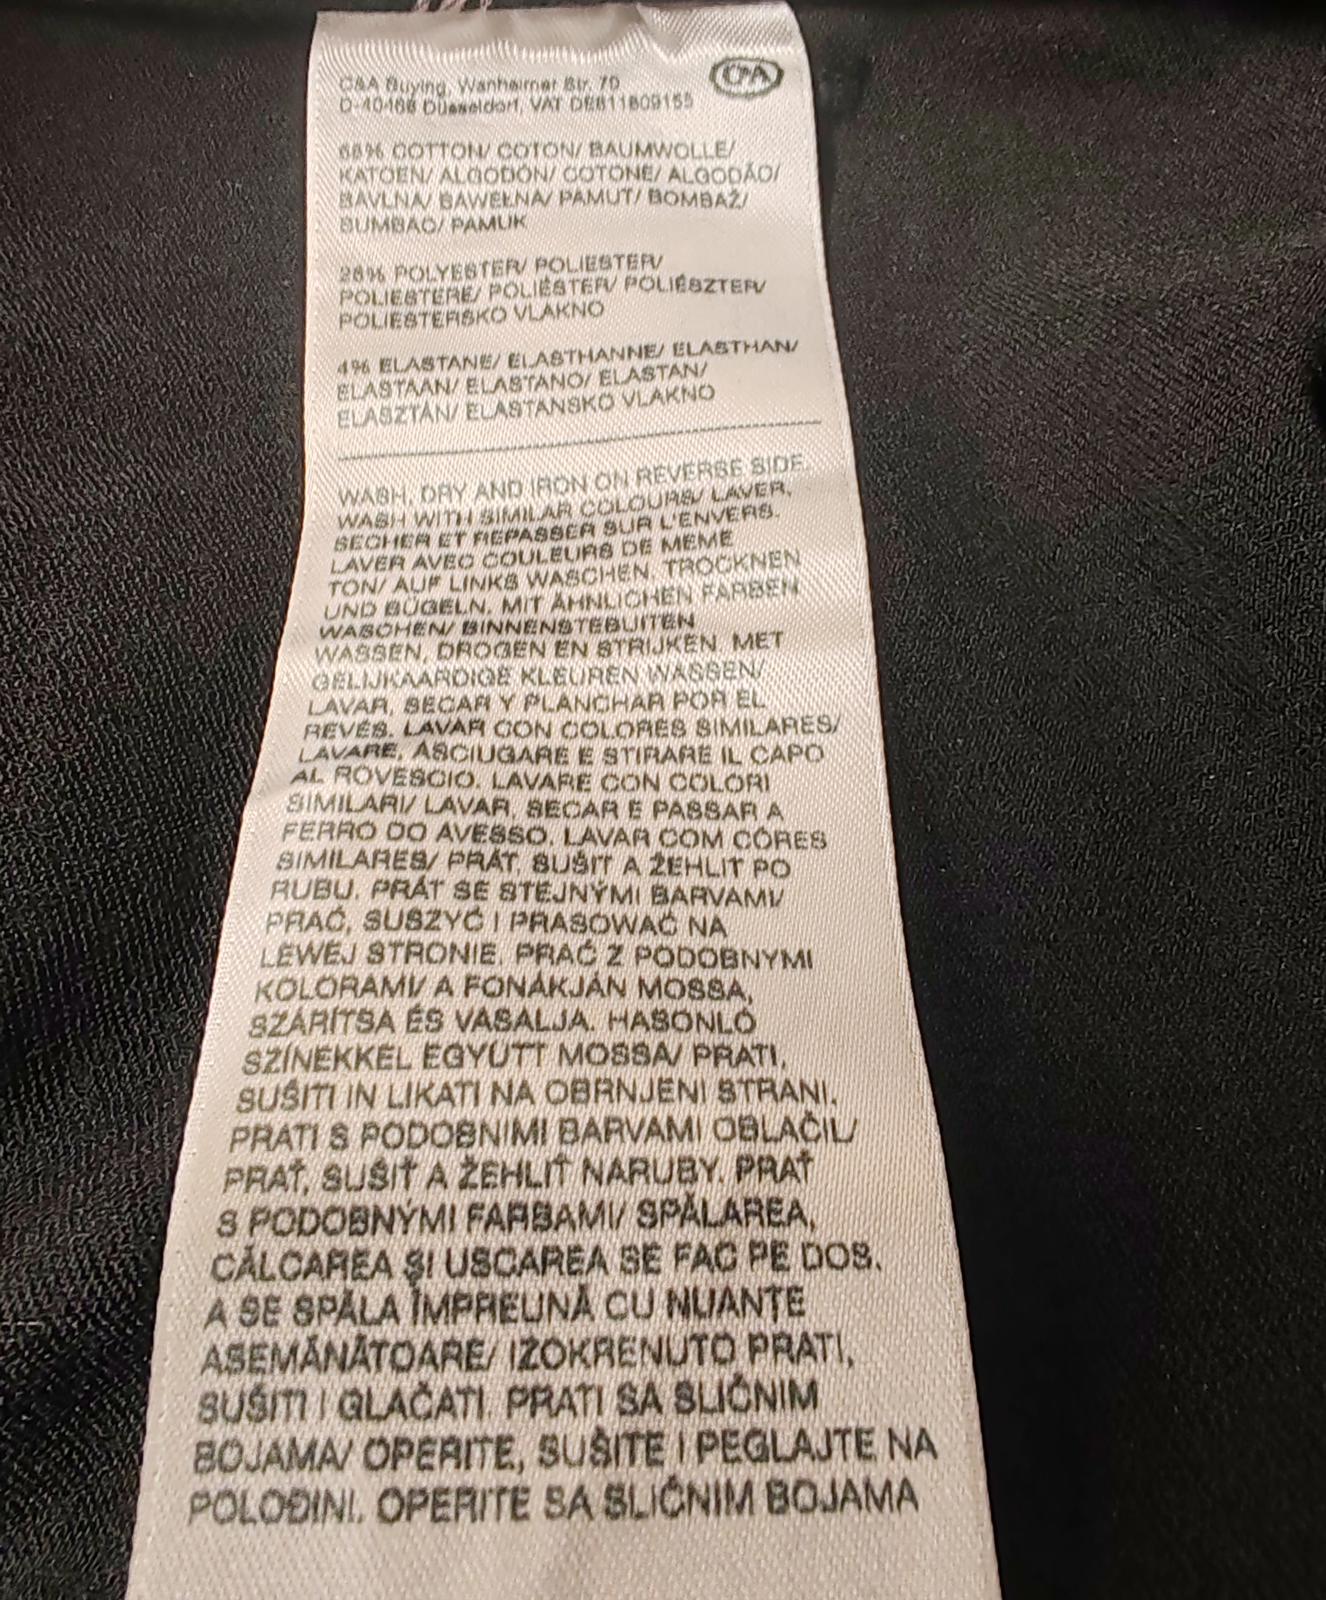 C&A Buying, Wanheimer Str. 70
C&A
D-40468 Düsseldorf, VAT DE811809155
68% COTTON/ COTON/ BAUMWOLLE/
KATOEN/ ALGODÓN/ COTONE/ ALGODÃO/
BAVLNA/ BAWEŁNA/ PAMUT/ BOMBAŽ/
BUMBAC/ PAMUK
28% POLYESTER/ POLIESTER/
POLIESTERE/ POLIÉSTER/ POLIÉSZTER/
POLIESTERSKO VLAKNO
4% ELASTANE/ ELASTHANNE/ ELASTHAN/
ELASTAAN/ ELASTANO/ ELASTAN/
ELASZTÁN/ ELASTANSKO VLAKNO
WASH, DRY AND IRON ON REVERSE SIDE.
WASH WITH SIMILAR COLOURS/ LAVER,
SECHER ET REPASSER SUR L'ENVERS.
LAVER AVEC COULEURS DE MEME
TON/ AUF LINKS WASCHEN, TROCKNEN
UND BÜGELN. MIT ÄHNLICHEN FARBEN
WASCHEN/ BINNENSTEBUITEN
WASSEN, DROGEN EN STRIJKEN. MET
GELIJKAARDIGE KLEUREN WASSEN/
LAVAR, SECAR Y PLANCHAR POR EL
REVÉS. LAVAR CON COLORES SIMILARES/
LAVARE, ASCIUGARE E STIRARE IL CAPO
AL ROVESCIO. LAVARE CON COLORI
SIMILARI/ LAVAR, SECAR E PASSAR A
FERRO DO AVESSO. LAVAR COM CÔRES
SIMILARES/ PRÁT, SUŠIT A ŽEHLIT PO
RUBU. PRÁT SE STEJNÝMI BARVAMI/
PRAĆ, SUSZYĆ I PRASOWAĆ NA
LEWEJ STRONIE. PRAĆ Z PODOBNYMI
KOLORAMI/ A FONÁKJÁN MOSSA,
SZÁRÍTSA ÉS VASALJA. HASONLÓ
SZÍNEKKEL EGYÜTT MOSSA/ PRATI,
SUŠITI IN LIKATI NA OBRNJENI STRANI.
PRATI S PODOBNIMI BARVAMI OBLAČIL/
PRAŤ, SUŠIŤ A ŽEHLIŤ NARUBY. PRAŤ
S PODOBNÝMI FARBAMI/ SPĂLAREA,
CĂLCAREA ŞI USCAREA SE FAC PE DOS.
A SE SPĂLA ÎMPREUNĂ CU NUANŢE
ASEMĂNĂTOARE/ IZOKRENUTO PRATI,
SUŠITI I GLAČATI. PRATI SA SLIČNIM
BOJAMA/ OPERITE, SUŠITE I PEGLAJTE NA
POLOĐINI. OPERITE SA SLIČNIM BOJAMA